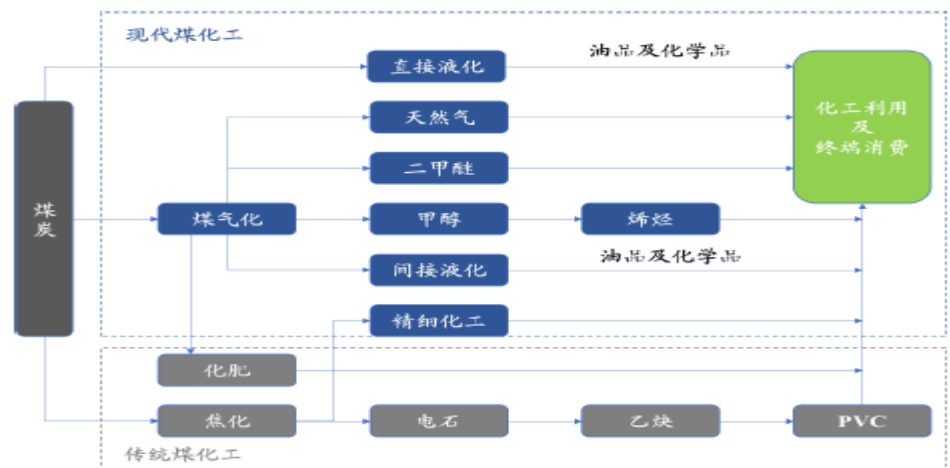 现代煤化工
直接液化
油品及化学品
化工利用
及
终端消费
天然气
二甲醚
煤
炭
煤气化
甲醇
烯烃
间接液化
油品及化学品
精细化工
化肥
焦化
电石
乙炔
PVC
传统煤化工